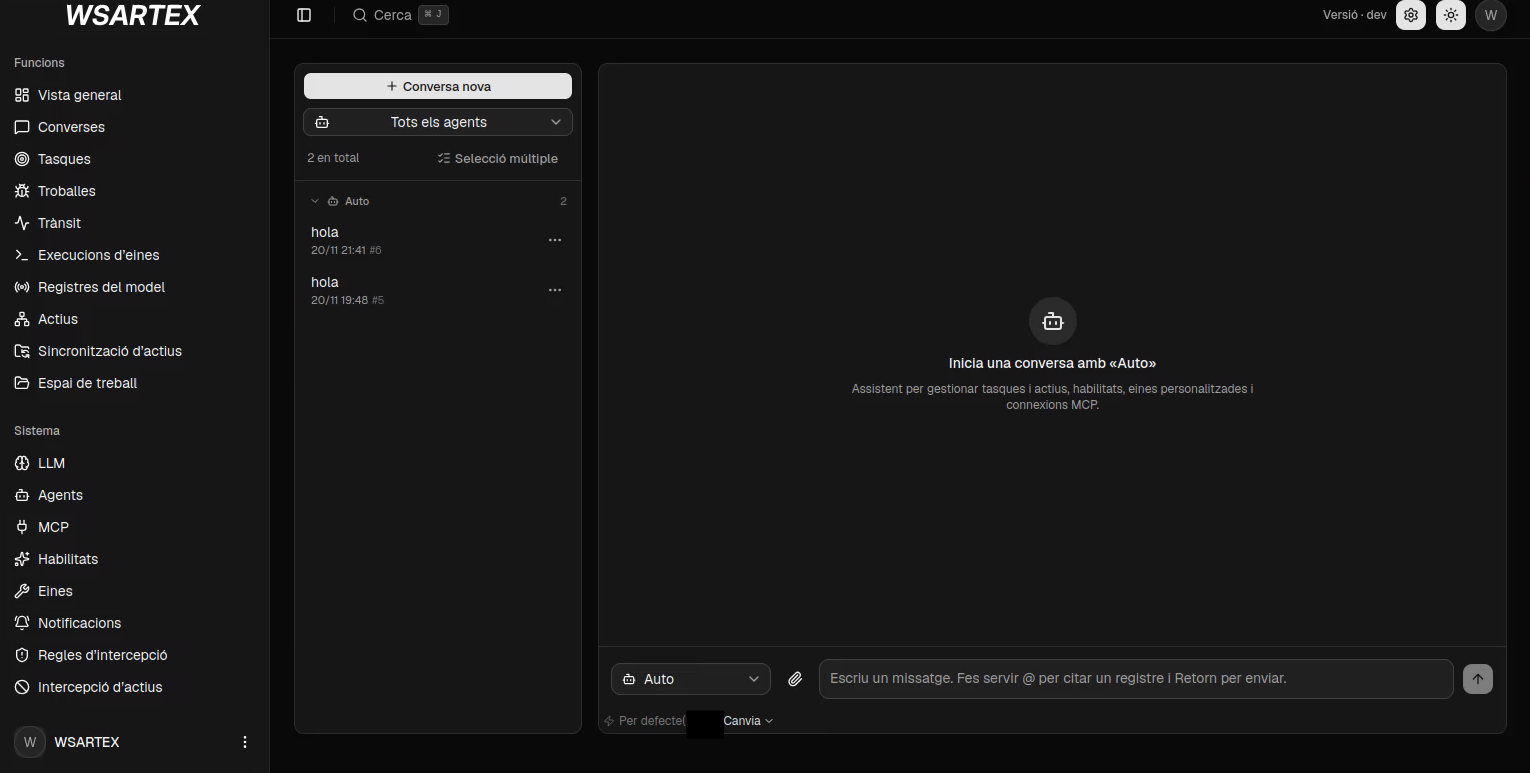 WSARTEX
Funcions
Vista general
Converses
Tasques
Troballes
Trànsit
Execucions d'eines
Registres del model
Actius
Sincronització d'actius
Espai de treball
Sistema
LLM
Agents
MCP
Habilitats
Eines
Notificacions
Regles d'intercepció
Intercepció d'actius
W WSARTEX
Cerca ⌘ J
Versió · dev
W
+ Conversa nova
Tots els agents
2 en total
Selecció múltiple
Auto 2
hola
20/11 21:41 #6
hola
20/11 19:48 #5
Inicia una conversa amb «Auto»
Assistent per gestionar tasques i actius, habilitats, eines personalitzades i
connexions MCP.
Auto
Escriu un missatge. Fes servir @ per citar un registre i Retorn per enviar.
Per defecte( Canvia